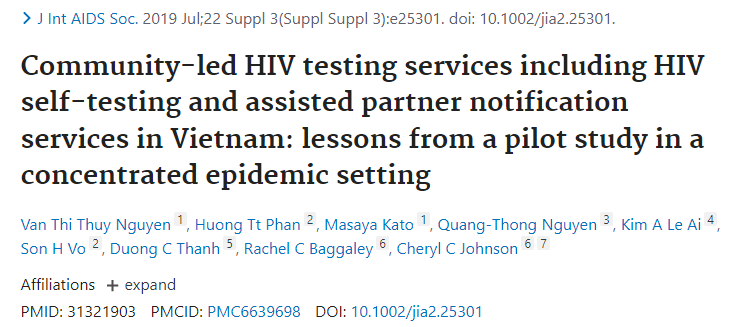 J Int AIDS Soc. 2019 Jul;22 Suppl 3(Suppl Suppl 3):e25301. doi: 10.1002/jia2.25301.
Community-led HIV testing services including HIV
self-testing and assisted partner notification
services in Vietnam: lessons from a pilot study in a
concentrated epidemic setting
Van Thi Thuy Nguyen 1, Huong Tt Phan 2, Masaya Kato 1, Quang-Thong Nguyen 3, Kim A Le Ai 4,
Son H Vo 2, Duong C Thanh 5, Rachel C Baggaley 6, Cheryl C Johnson 6 7
Affiliations + expand
PMID: 31321903 PMCID: PMC6639698 DOI: 10.1002/jia2.25301